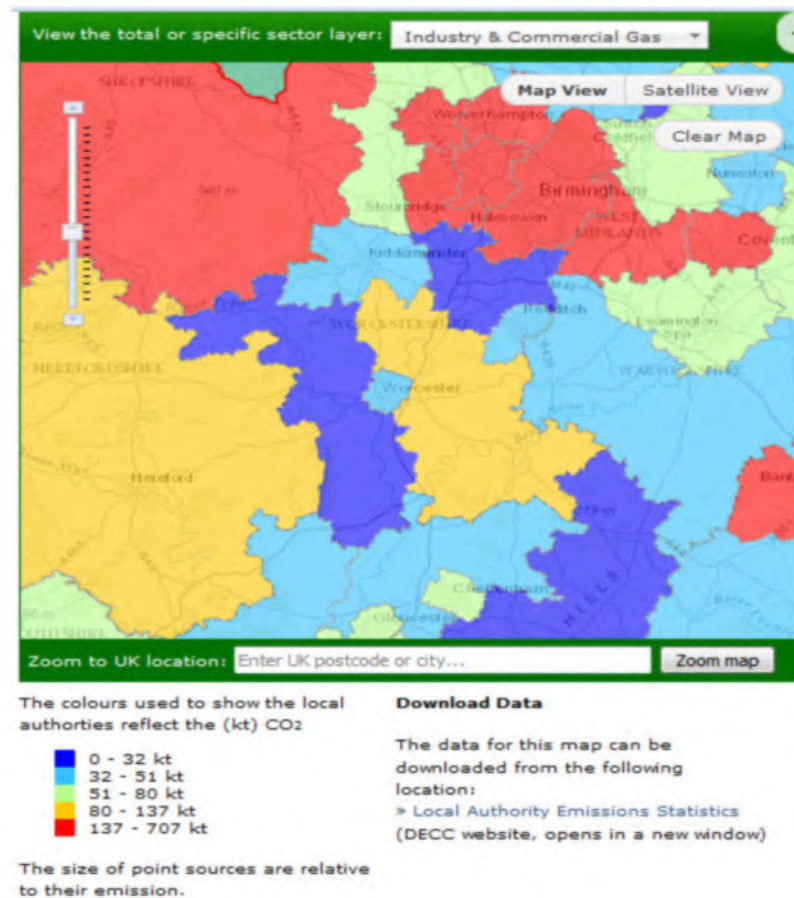 View the total or specific sector layer: Industry & Commercial Gas
SHROPSHIRE
Map View Satellite View
Wolverhampton
Clear Map
Nuneaton
Birmingham
Stourbridge
Halesowen
WEST
MIDLANDS
Kidderminster
Redditch
WORCESTERSHIRE
Leamington
Spa
HEREFORDSHIRE
Worcester
Hereford
Cheltenham
HILLS
Gloucester
Zoom to UK location: Enter UK postcode or city... Zoom map
The colours used to show the local
authorties reflect the (kt) CO2
0 - 32 kt
32 - 51 kt
51 - 80 kt
80 - 137 kt
137 - 707 kt
The size of point sources are relative
to their emission.
Download Data
The data for this map can be
downloaded from the following
location:
» Local Authority Emissions Statistics
(DECC website, opens in a new window)